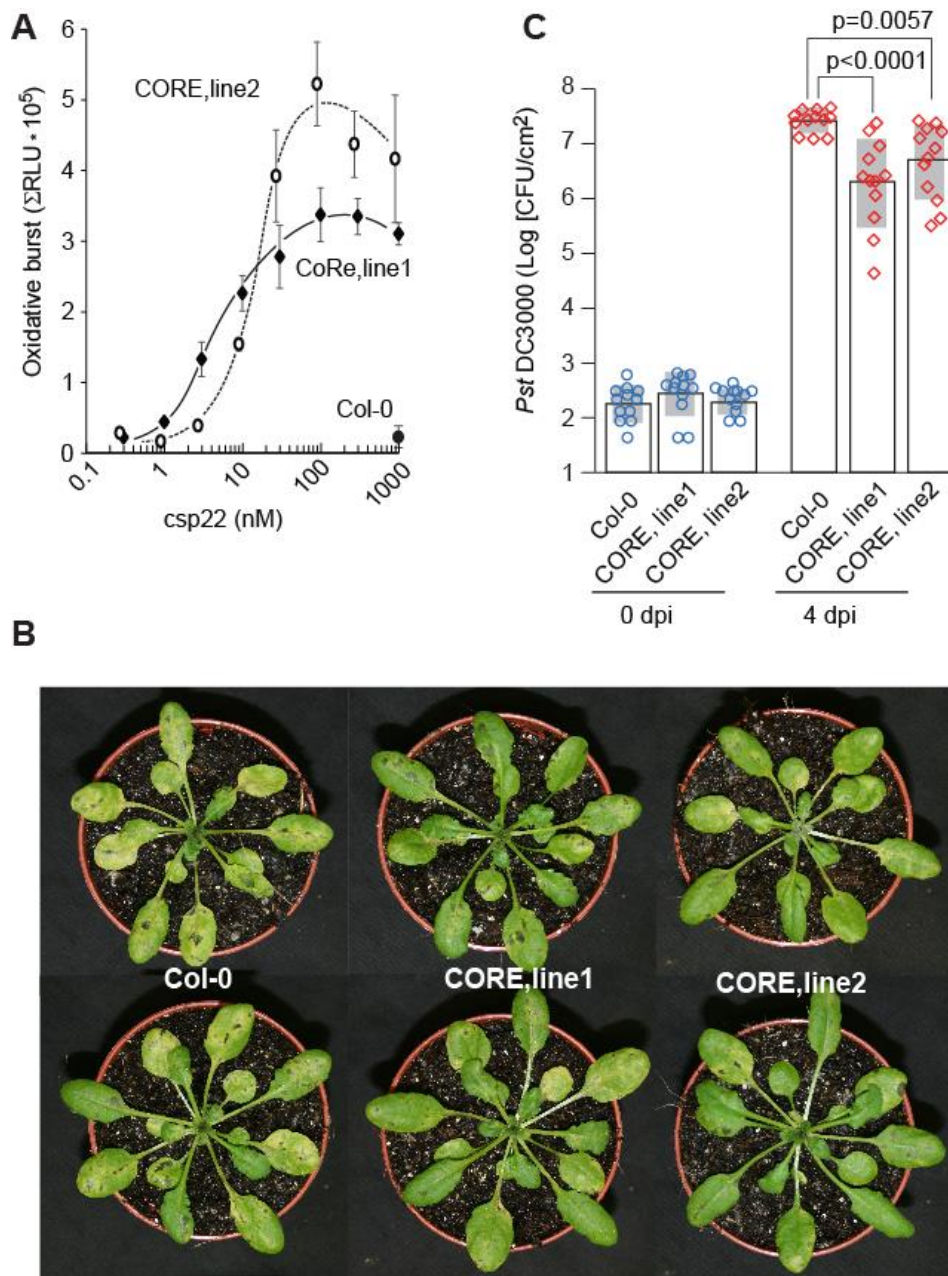 A
Oxidative burst (ΣRLU • 10⁵)
6
5
4
3
2
1
0
CORE,line2
CoRe,line1
Col-0
0.1
1
10
100
1000
csp22 (nM)
C
p=0.0057
p<0.0001
Pst DC3000 (Log [CFU/cm²)
8
7
6
5
4
3
2
1
Col-0
CORE, line1
CORE, line2
Col-0
CORE, line1
CORE, line2
0 dpi
4 dpi
B
Col-0
CORE,line1
CORE,line2